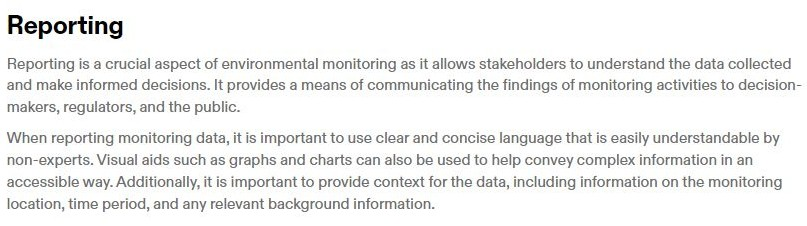 Reporting
Reporting is a crucial aspect of environmental monitoring as it allows stakeholders to understand the data collected
and make informed decisions. It provides a means of communicating the findings of monitoring activities to decision-
makers, regulators, and the public.
When reporting monitoring data, it is important to use clear and concise language that is easily understandable by
non-experts. Visual aids such as graphs and charts can also be used to help convey complex information in an
accessible way. Additionally, it is important to provide context for the data, including information on the monitoring
location, time period, and any relevant background information.